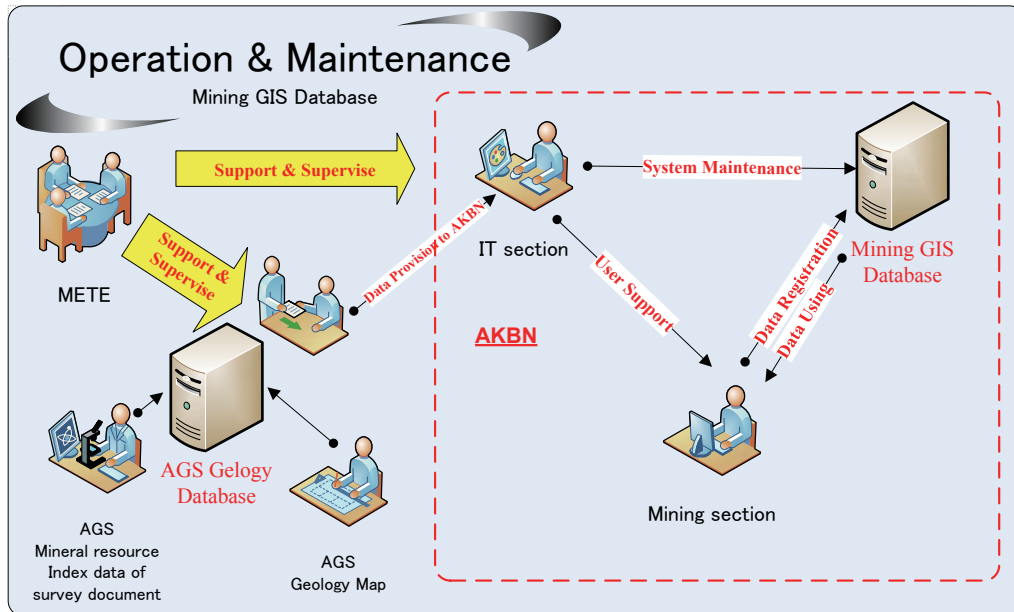 Operation & Maintenance
Mining GIS Database
Support & Supervise
System Maintenance
METE
Support &
Supervise
Data Provision to AKBN
IT section
User Support
Data Registration
Data Using
Mining GIS
Database
AKBN
Mining section
AGS Gelogy
Database
AGS
Mineral resource
Index data of
survey document
AGS
Geology Map